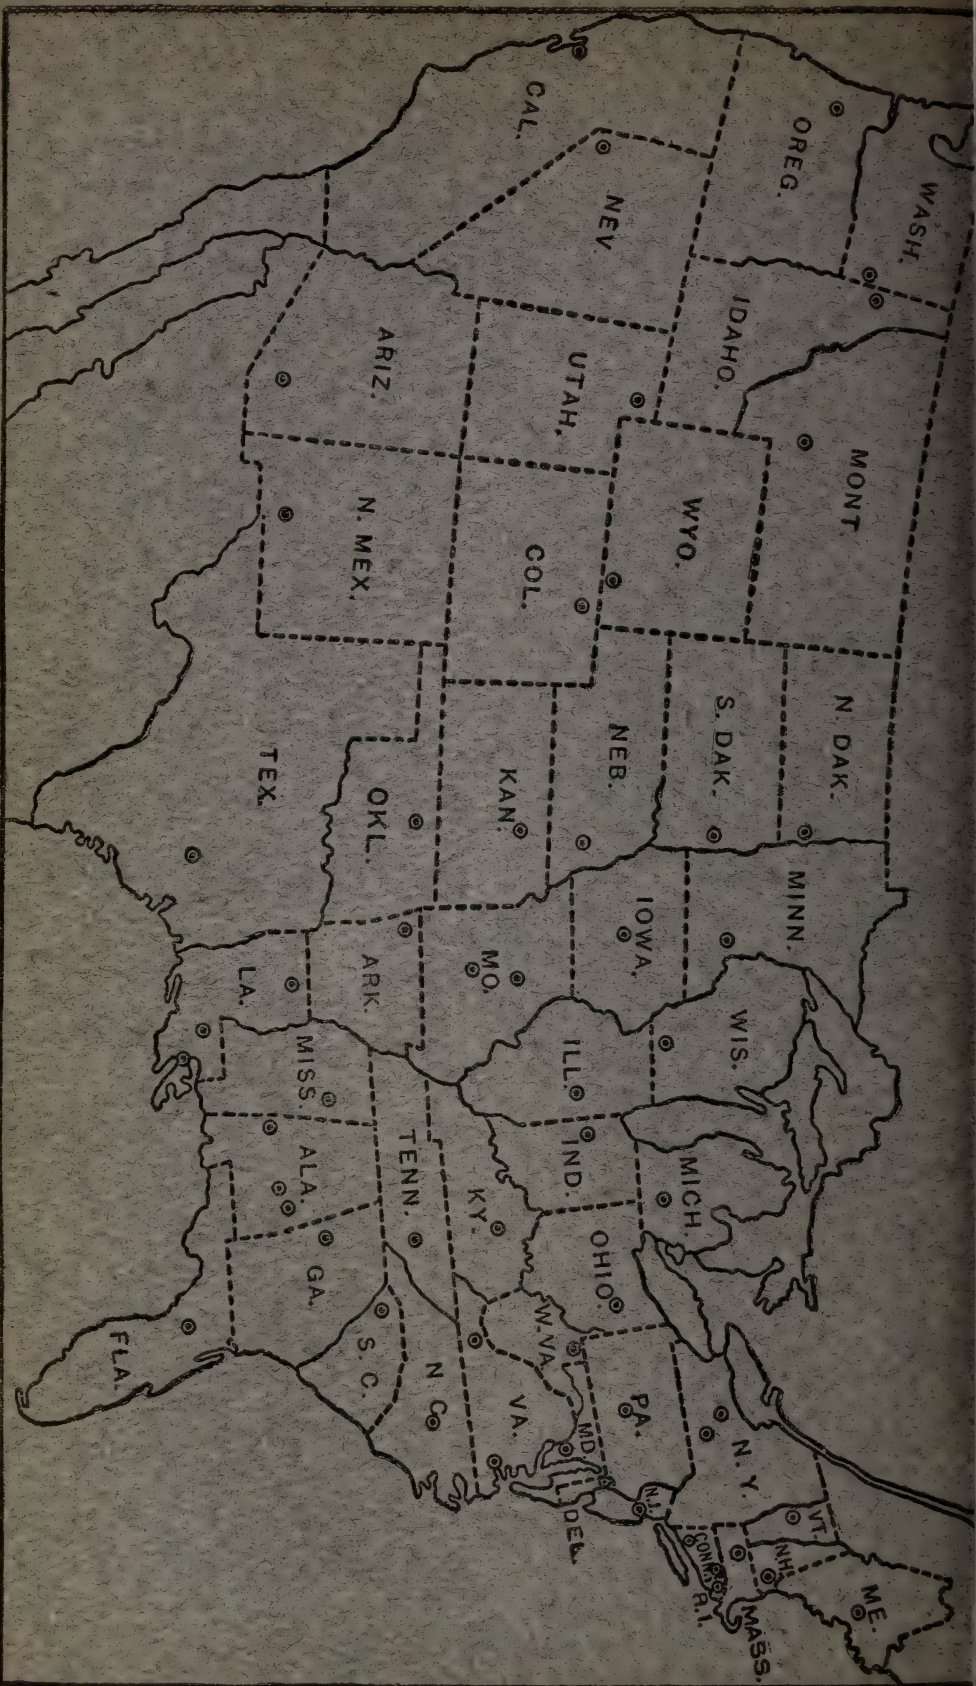 WASH.
OREG.
CAL.
NEV.
IDAHO.
MONT.
WYO.
UTAH,
ARIZ.
COL.
N. MEX.
N. DAK.
S. DAK.
NEB.
KAN.
OKL.
TEX.
MINN.
IOWA,
MO.
ARK.
LA.
WIS.
ILL.
MISS.
MICH.
IND.
KY.
TENN.
ALA.
OHIO.
GA.
W. VA.
VA.
N. C.
S. C.
FLA.
PA.
MD.
DEL.
N.J.
N. Y.
VT.
N.H.
ME.
MASS.
CONN.
R.I.